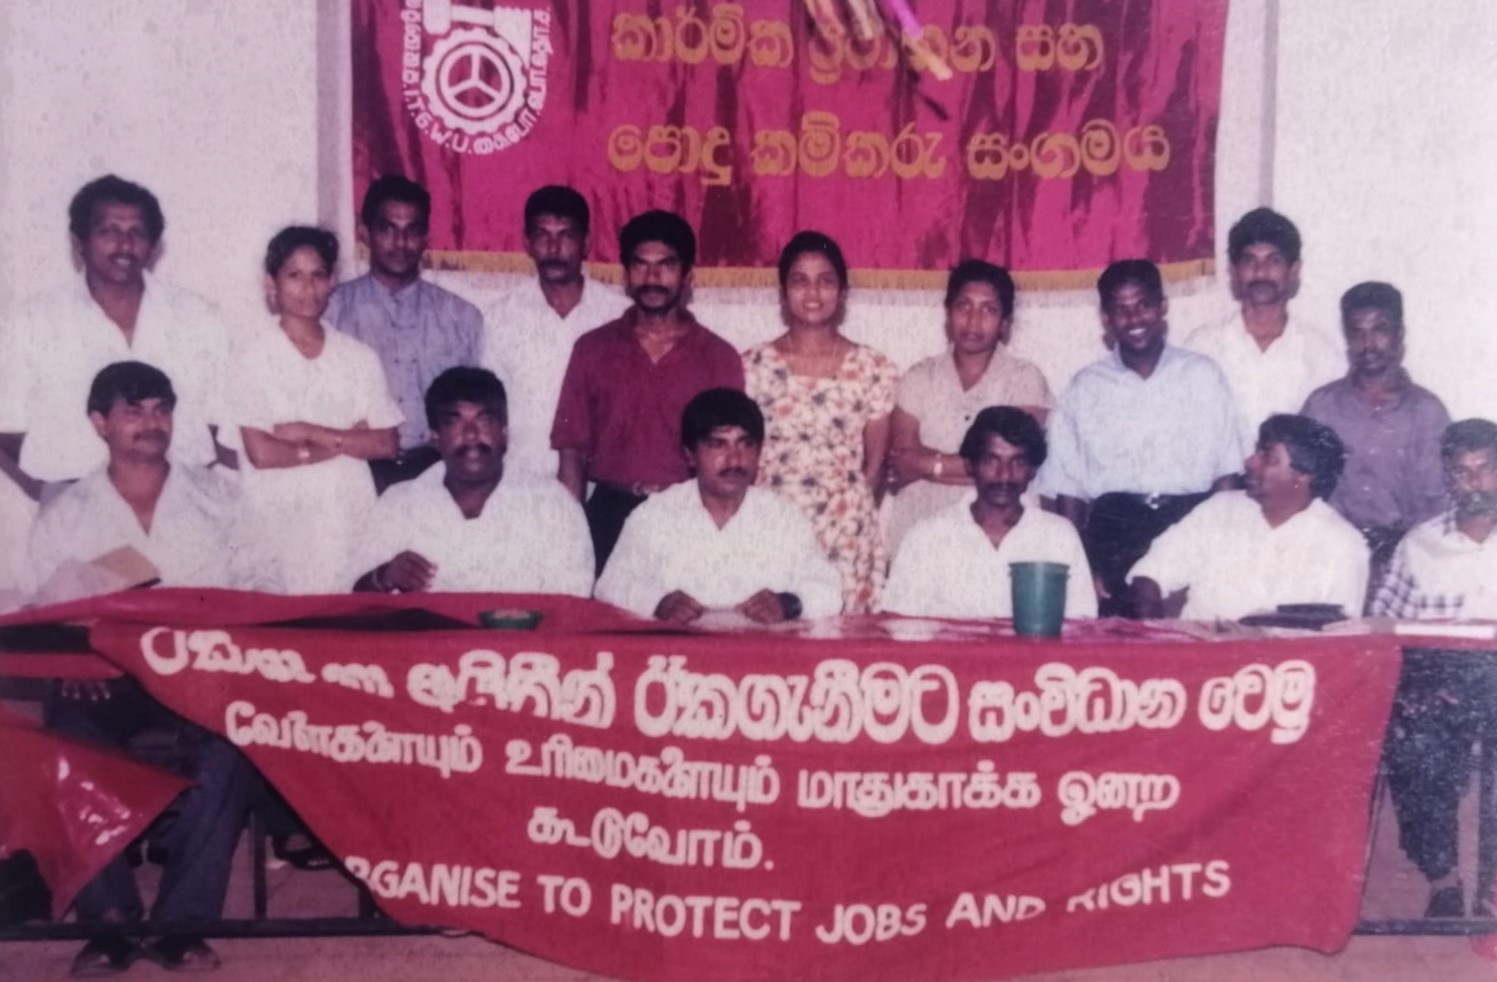 I.T.G.W.U.
කාර්මික ප්‍රවාහන සහ
පොදු කම්කරු සංගමය
අයිතීන් රැකගැනීමට සංවිධාන වෙමු
வேளைகளையும் உரிமைகளையும் பாதுகாக்க ஒன்று
கூடுவோம்.
ORGANISE TO PROTECT JOBS AND RIGHTS